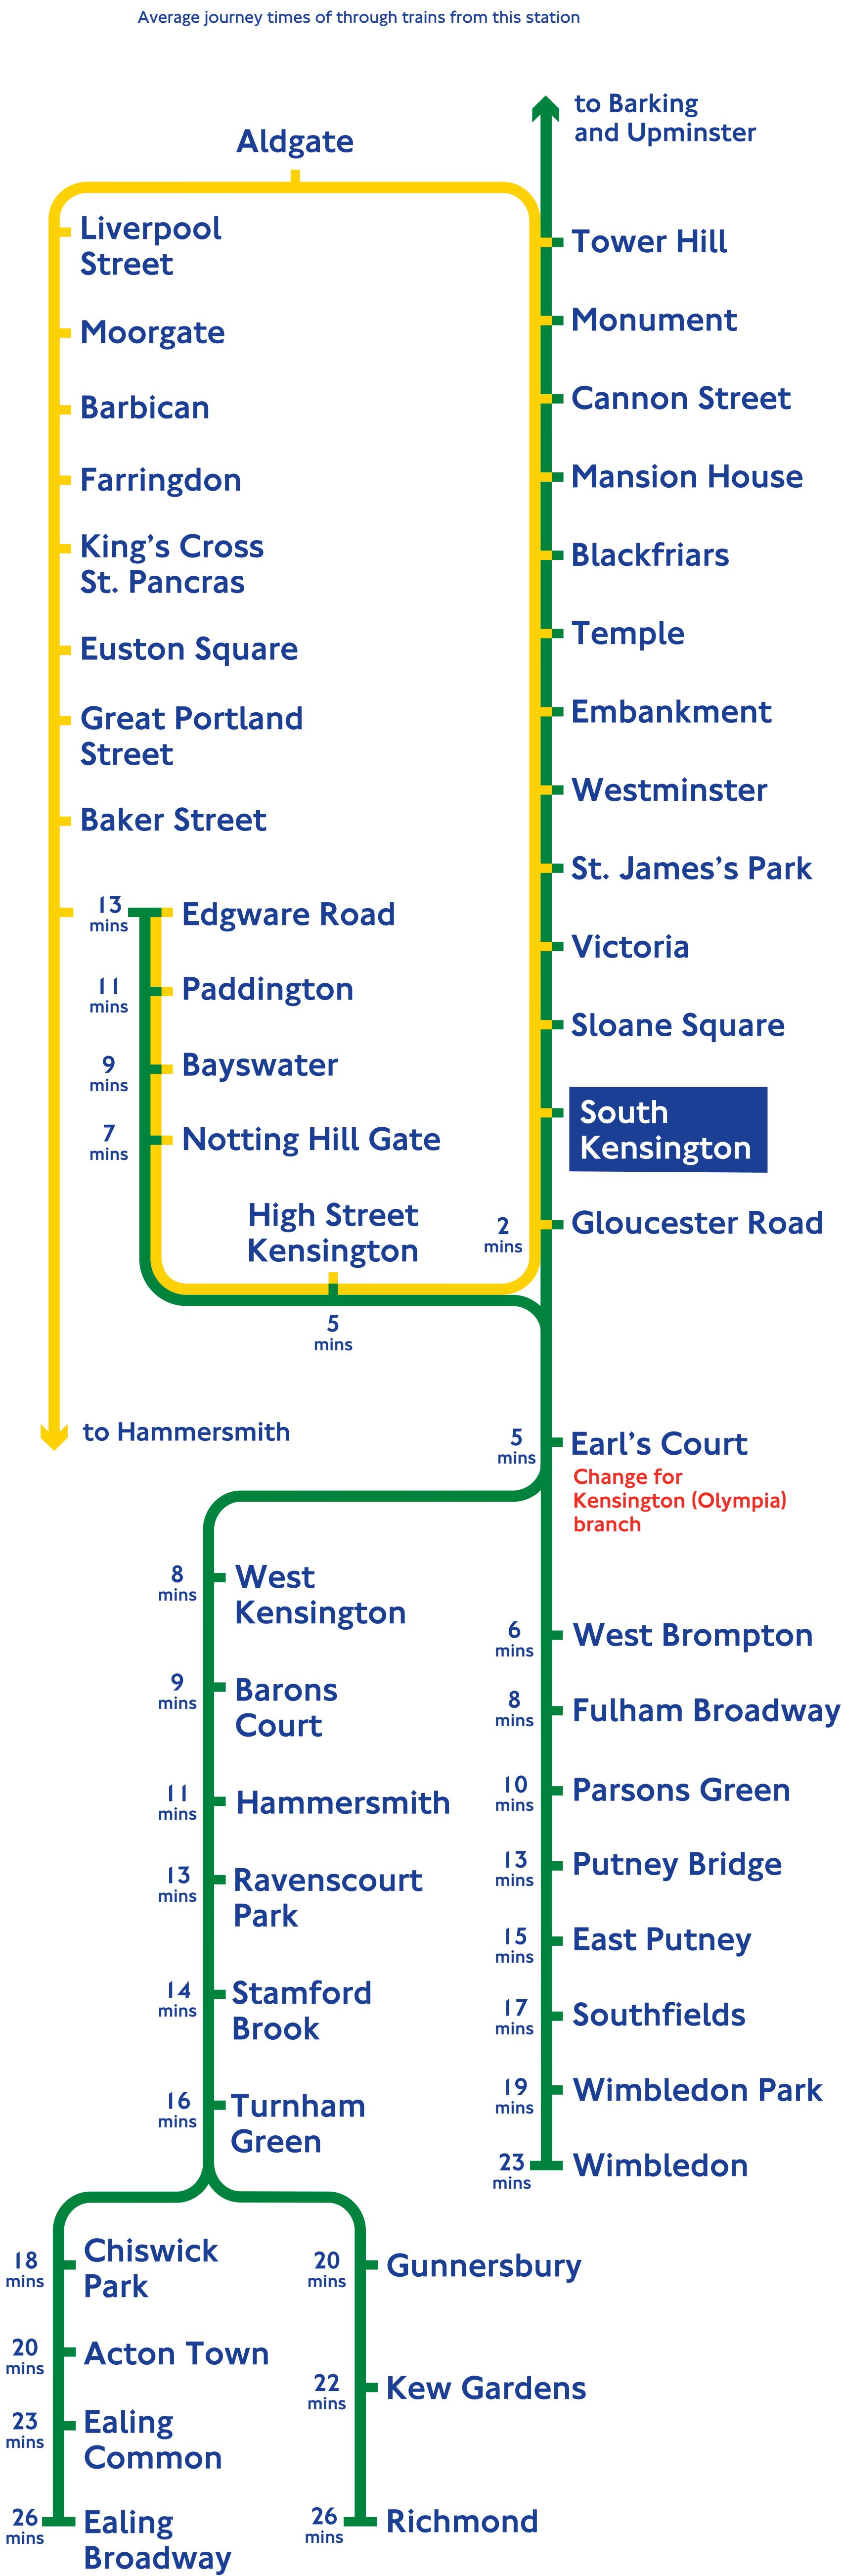 Average journey times of through trains from this station
to Barking
and Upminster
Aldgate
Liverpool
Street
Moorgate
Barbican
Farringdon
King’s Cross
St. Pancras
Euston Square
Great Portland
Street
Baker Street
13
mins
Edgware Road
11
mins
Paddington
9
mins
Bayswater
7
mins
Notting Hill Gate
High Street
Kensington
5
mins
to Hammersmith
Tower Hill
Monument
Cannon Street
Mansion House
Blackfriars
Temple
Embankment
Westminster
St. James’s Park
Victoria
Sloane Square
South
Kensington
2
mins
Gloucester Road
5
mins
Earl’s Court
Change for
Kensington (Olympia)
branch
8
mins
West
Kensington
9
mins
Barons
Court
11
mins
Hammersmith
13
mins
Ravenscourt
Park
14
mins
Stamford
Brook
16
mins
Turnham
Green
6
mins
West Brompton
8
mins
Fulham Broadway
10
mins
Parsons Green
13
mins
Putney Bridge
15
mins
East Putney
17
mins
Southfields
19
mins
Wimbledon Park
23
mins
Wimbledon
18
mins
Chiswick
Park
20
mins
Acton Town
23
mins
Ealing
Common
26
mins
Ealing
Broadway
20
mins
Gunnersbury
22
mins
Kew Gardens
26
mins
Richmond